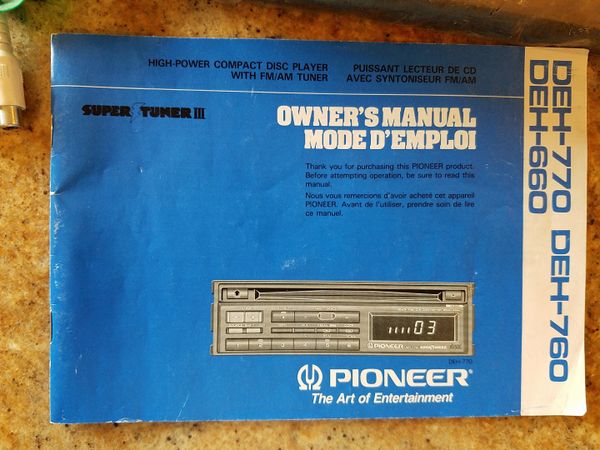 HIGH-POWER COMPACT DISC PLAYER
WITH FM/AM TUNER
PUISSANT LECTEUR DE CD
AVEC SYNTONISEUR FM/AM
SUPER TUNER III
OWNER'S MANUAL
MODE D'EMPLOI
Thank you for purchasing this PIONEER product.
Before attempting operation, be sure to read this
manual.
Nous vous remercions d'avoir acheté cet appareil
PIONEER. Avant de l'utiliser, prendre soin de lire
ce manuel.
03
PIONEER
DEH-770
PIONEER®
The Art of Entertainment
DEH-770 DEH-760
DEH-660